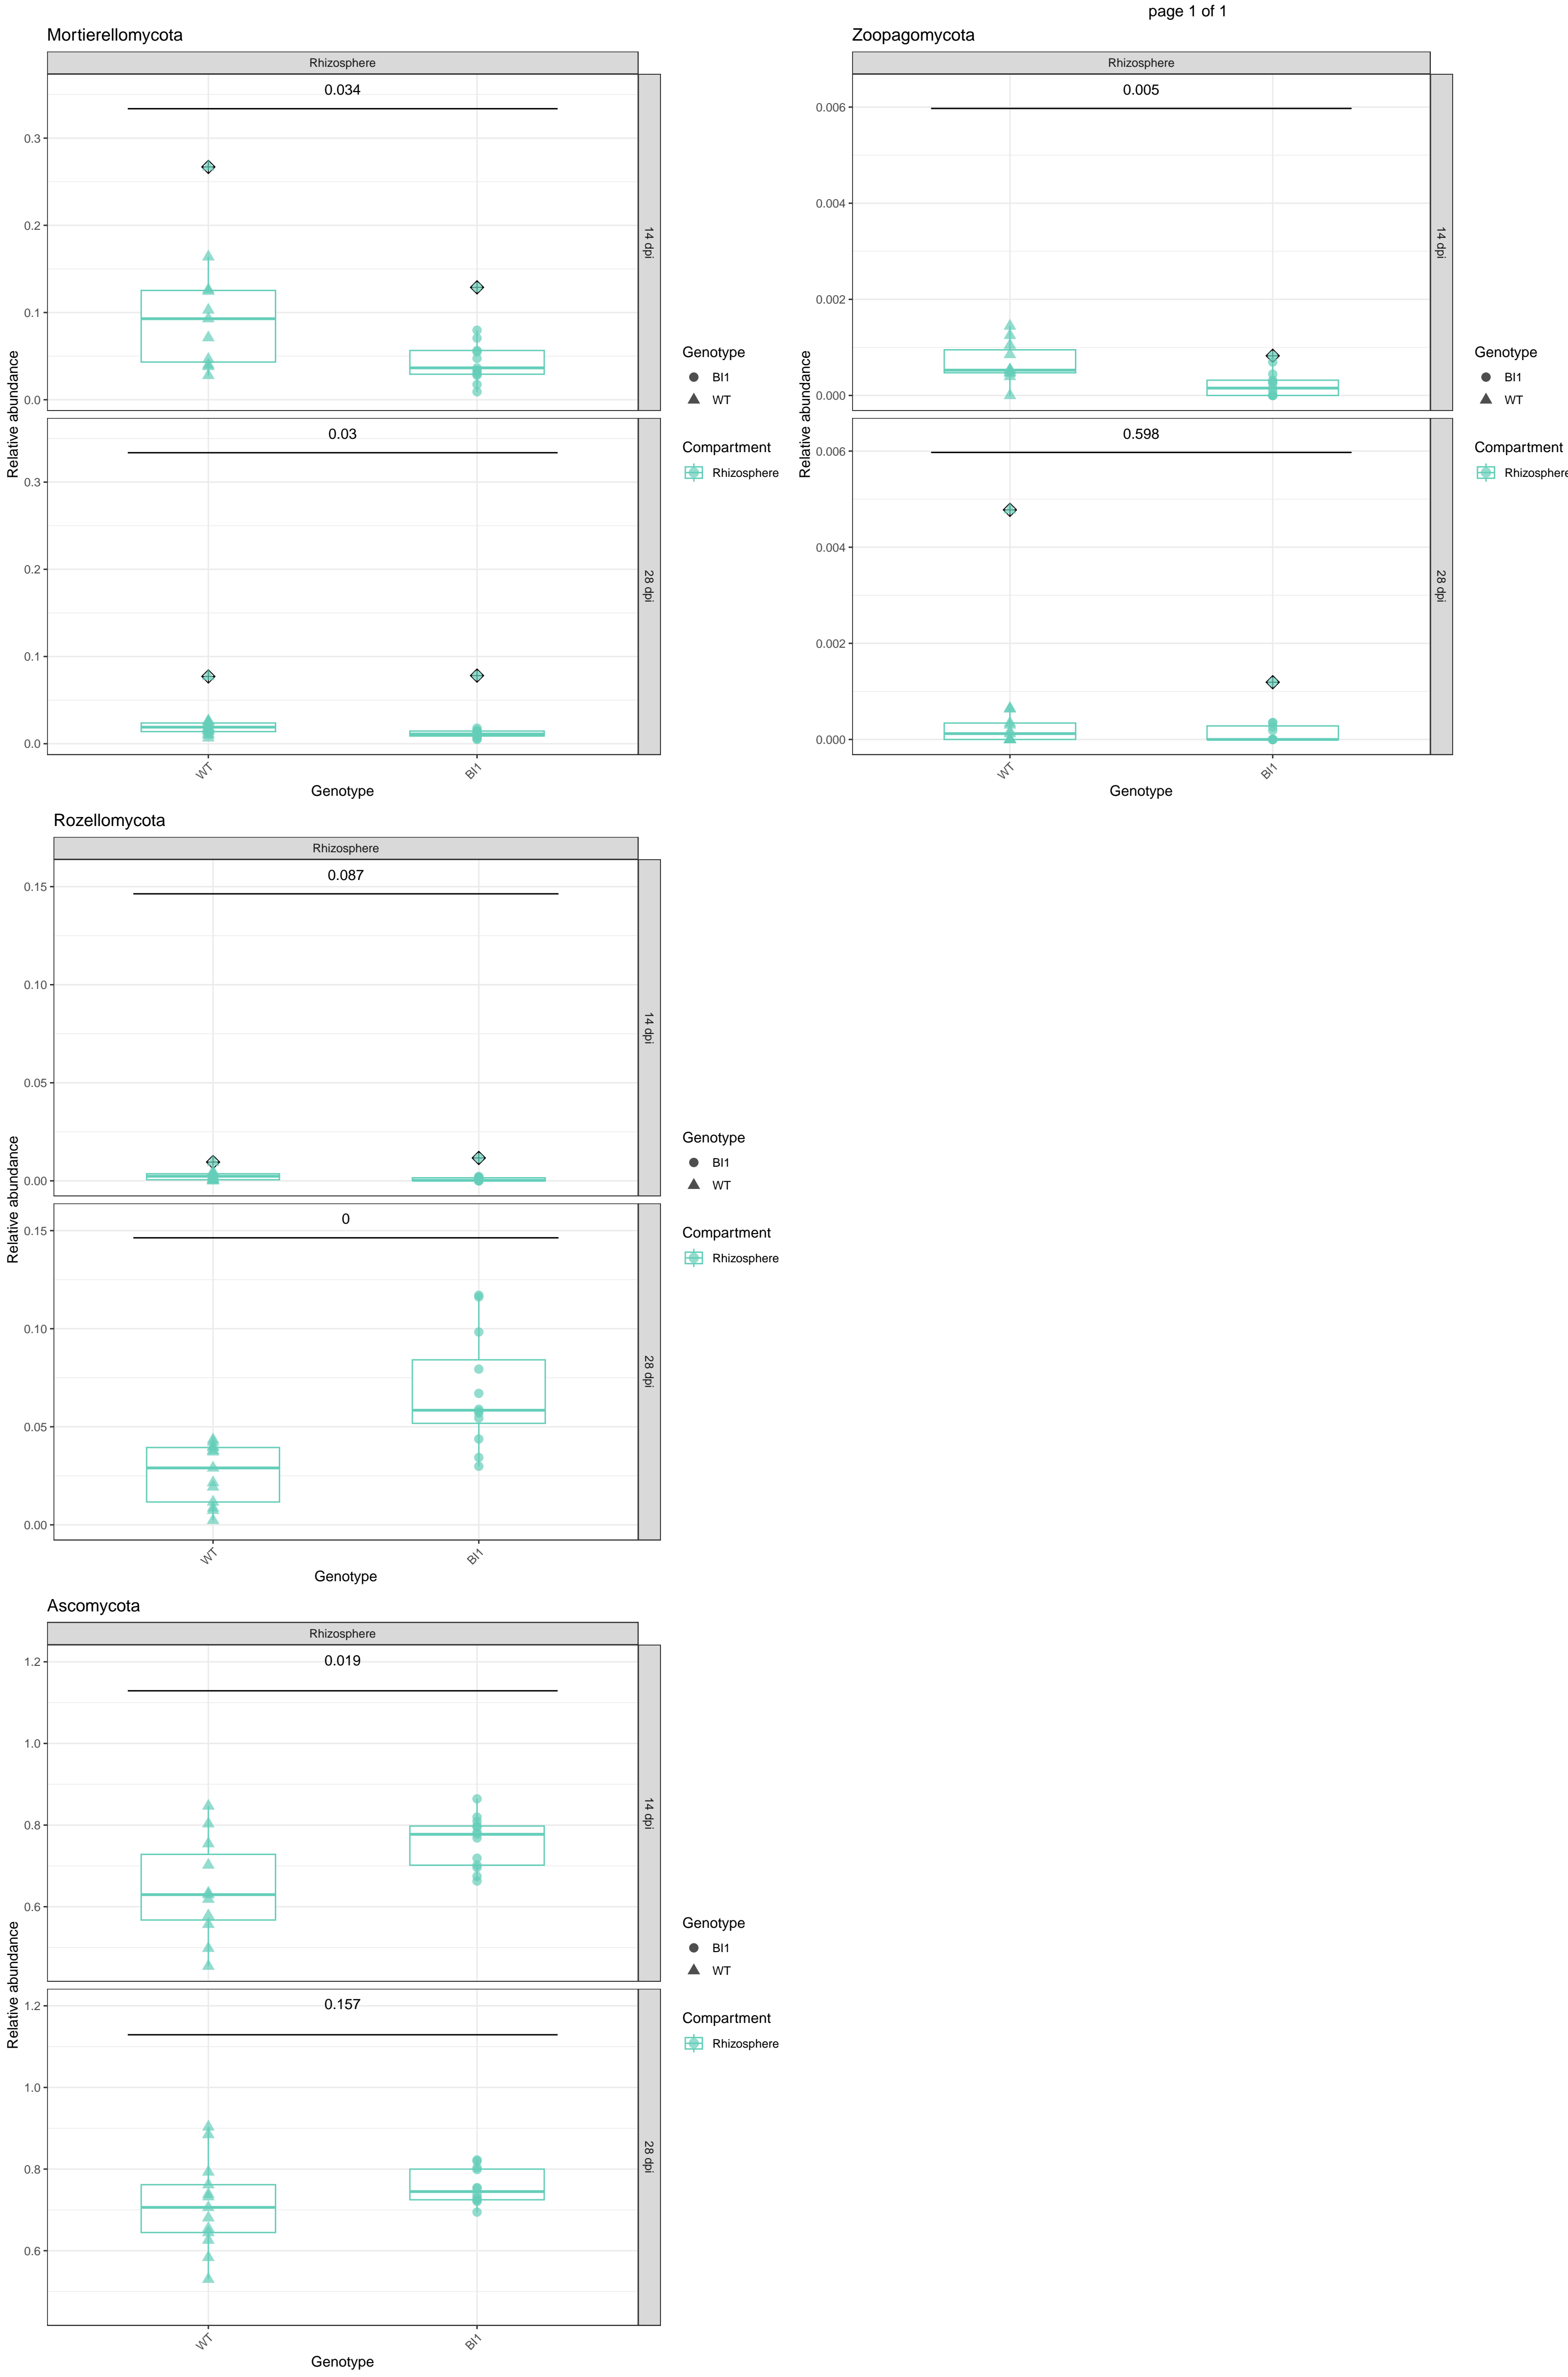 page 1 of 1
Mortierellomycota
Rhizosphere
0.034
0.3
0.2
0.1
0.0
14 dpi
0.03
0.3
0.2
0.1
0.0
28 dpi
WT
BI1
Genotype
Relative abundance
Genotype
BI1
WT
Compartment
Rhizosphere
Zoopagomycota
Rhizosphere
0.005
0.006
0.004
0.002
0.000
14 dpi
0.598
0.006
0.004
0.002
0.000
28 dpi
WT
BI1
Genotype
Relative abundance
Genotype
BI1
WT
Compartment
Rhizosphere
Rozellomycota
Rhizosphere
0.087
0.15
0.10
0.05
0.00
14 dpi
0
0.15
0.10
0.05
0.00
28 dpi
WT
BI1
Genotype
Relative abundance
Genotype
BI1
WT
Compartment
Rhizosphere
Ascomycota
Rhizosphere
0.019
1.2
1.0
0.8
0.6
14 dpi
0.157
1.2
1.0
0.8
0.6
28 dpi
WT
BI1
Genotype
Relative abundance
Genotype
BI1
WT
Compartment
Rhizosphere